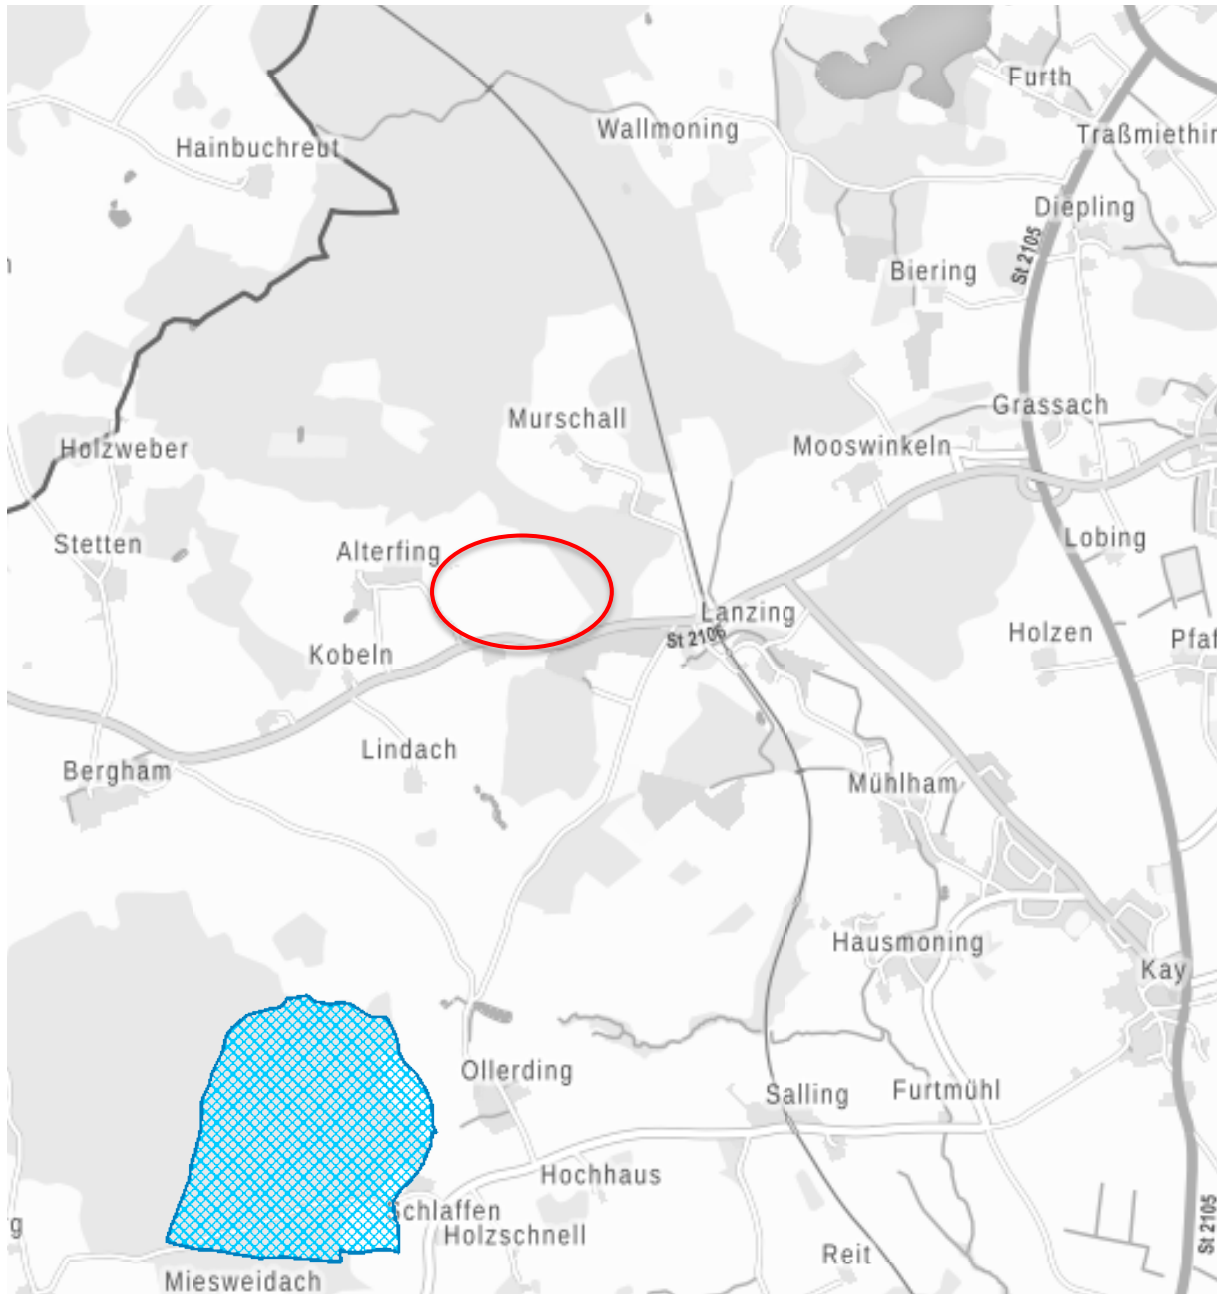 Furth
Wallmoning
Traßmiethin
Hainbuchreut
Diepling
St 2105
Biering
Grassach
Murschall
Mooswinkeln
Holzweber
Stetten
Alterfing
Lobing
Lanzing
St 2106
Holzen
Pfaf
Kobeln
Lindach
Bergham
Mühlham
Hausmoning
Kay
Ollerding
Salling
Furtmühl
Hochhaus
Schlaffen
Holzschnell
g
Reit
St 2105
Miesweidach